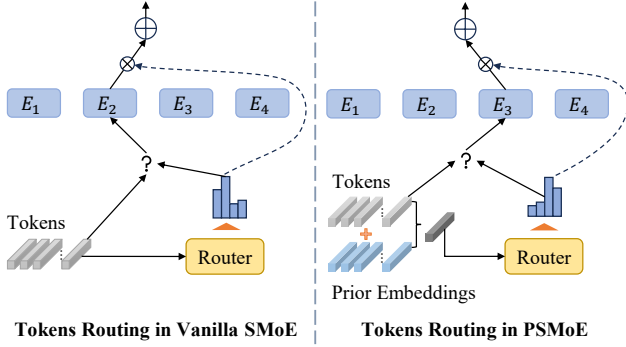 E1 E2 E3 E4
?
Tokens
Router
Tokens Routing in Vanilla SMoE
E1 E2 E3 E4
?
Tokens
Router
Prior Embeddings
Tokens Routing in PSMoE